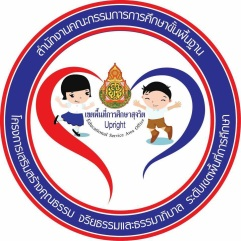 สำนักงานคณะกรรมการการศึกษาขั้นพื้นฐาน
เขตพื้นที่การศึกษาสุจริต
Upright
Educational Service Area Office
โครงการเสริมสร้างคุณธรรม จริยธรรมและธรรมาภิบาล ระดับเขตพื้นที่การศึกษา